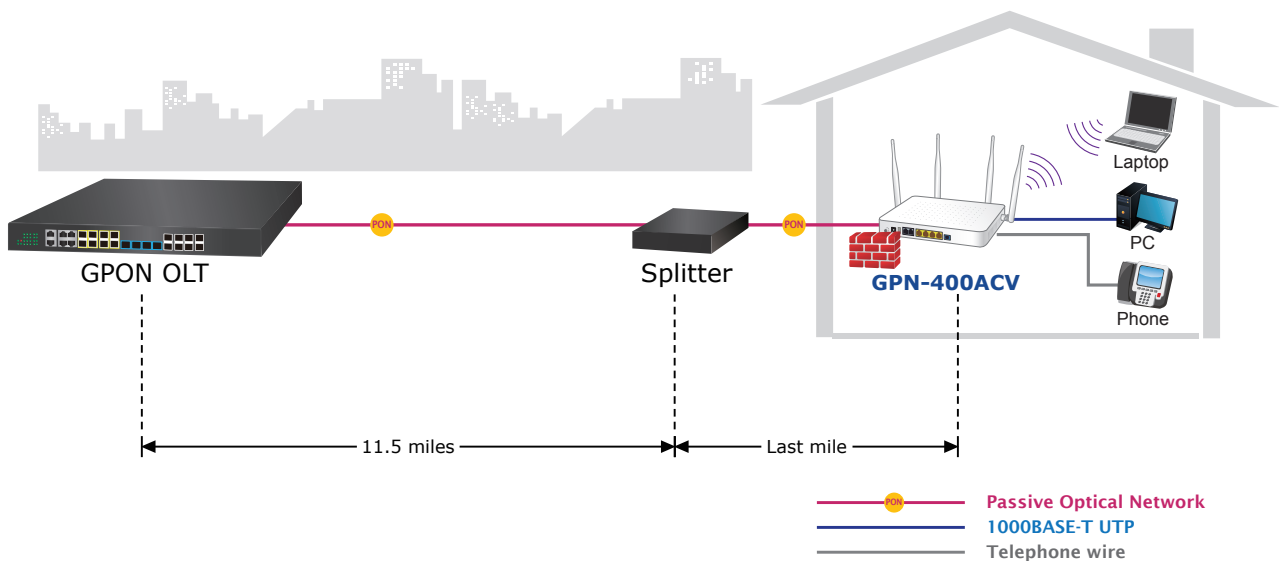 Laptop
PON
PON
PC
GPON OLT
Splitter
GPN-400ACV
Phone
11.5 miles
Last mile
PON
Passive Optical Network
1000BASE-T UTP
Telephone wire